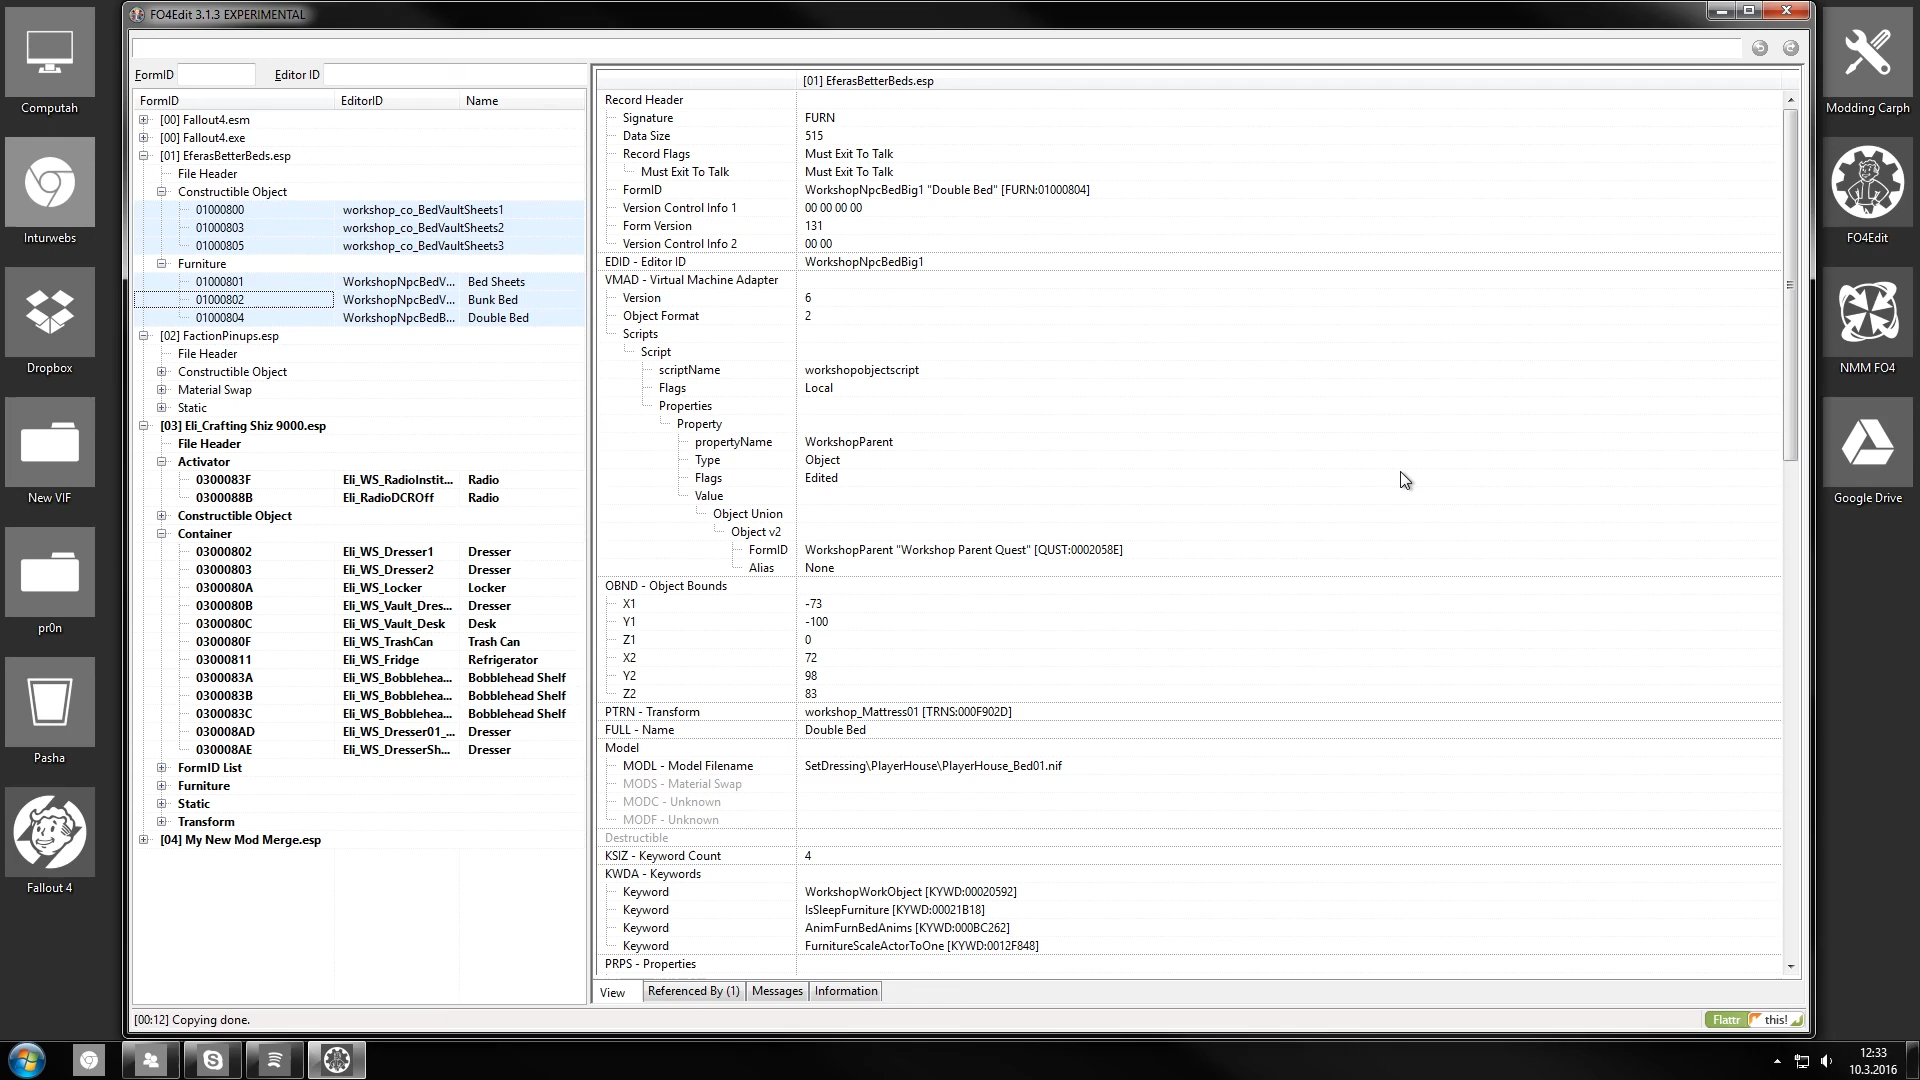 FO4Edit 3.1.3 EXPERIMENTAL
FormID
Editor ID
FormID EditorID Name
[00] Fallout4.esm
[00] Fallout4.exe
[01] EferasBetterBeds.esp
File Header
Constructible Object
01000800 workshop_co_BedVaultSheets1
01000803 workshop_co_BedVaultSheets2
01000805 workshop_co_BedVaultSheets3
Furniture
01000801 WorkshopNpcBedV... Bed Sheets
01000802 WorkshopNpcBedV... Bunk Bed
01000804 WorkshopNpcBedB... Double Bed
[02] FactionPinups.esp
File Header
Constructible Object
Material Swap
Static
[03] Eli_Crafting Shiz 9000.esp
File Header
Activator
0300083F Eli_WS_RadioInstit... Radio
0300088B Eli_RadioDCROff Radio
Constructible Object
Container
03000802 Eli_WS_Dresser1 Dresser
03000803 Eli_WS_Dresser2 Dresser
0300080A Eli_WS_Locker Locker
0300080B Eli_WS_Vault_Dres... Dresser
0300080C Eli_WS_Vault_Desk Desk
0300080F Eli_WS_TrashCan Trash Can
03000811 Eli_WS_Fridge Refrigerator
0300083A Eli_WS_Bobblehea... Bobblehead Shelf
0300083B Eli_WS_Bobblehea... Bobblehead Shelf
0300083C Eli_WS_Bobblehea... Bobblehead Shelf
030008AD Eli_WS_Dresser01_... Dresser
030008AE Eli_WS_DresserSh... Dresser
FormID List
Furniture
Static
Transform
[04] My New Mod Merge.esp
[01] EferasBetterBeds.esp
Record Header
Signature FURN
Data Size 515
Record Flags Must Exit To Talk
Must Exit To Talk Must Exit To Talk
FormID WorkshopNpcBedBig1 "Double Bed" [FURN:01000804]
Version Control Info 1 00 00 00 00
Form Version 131
Version Control Info 2 00 00
EDID - Editor ID WorkshopNpcBedBig1
VMAD - Virtual Machine Adapter
Version 6
Object Format 2
Scripts
Script
scriptName workshopobjectscript
Flags Local
Properties
Property
propertyName WorkshopParent
Type Object
Flags Edited
Value
Object Union
Object v2
FormID WorkshopParent "Workshop Parent Quest" [QUST:0002058E]
Alias None
OBND - Object Bounds
X1 -73
Y1 -100
Z1 0
X2 72
Y2 98
Z2 83
PTRN - Transform workshop_Mattress01 [TRNS:000F902D]
FULL - Name Double Bed
Model
MODL - Model Filename SetDressing\PlayerHouse\PlayerHouse_Bed01.nif
MODS - Material Swap
MODC - Unknown
MODF - Unknown
Destructible
KSIZ - Keyword Count 4
KWDA - Keywords
Keyword WorkshopWorkObject [KYWD:00020592]
Keyword IsSleepFurniture [KYWD:00021B18]
Keyword AnimFurnBedAnims [KYWD:000BC262]
Keyword FurnitureScaleActorToOne [KYWD:0012F848]
PRPS - Properties
View Referenced By (1) Messages Information
[00:12] Copying done.
Flattr this!
Computah
Inturwebs
Dropbox
New VIF
pr0n
Pasha
Fallout 4
Modding Carph
FO4Edit
NMM FO4
Google Drive
12:33
10.3.2016